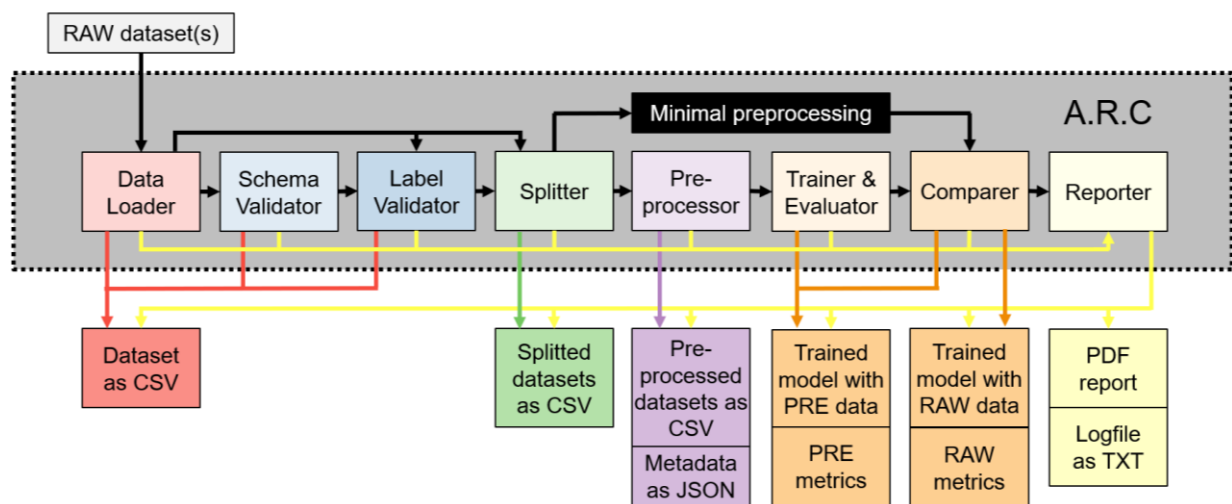 RAW dataset(s)
A.R.C
Minimal preprocessing
Data
Loader
Schema
Validator
Label
Validator
Splitter
Pre-
processor
Trainer &
Evaluator
Comparer
Reporter
Dataset
as CSV
Splitted
datasets
as CSV
Pre-
processed
datasets as
CSV
Metadata
as JSON
Trained
model with
PRE data
PRE
metrics
Trained
model with
RAW data
RAW
metrics
PDF
report
Logfile
as TXT